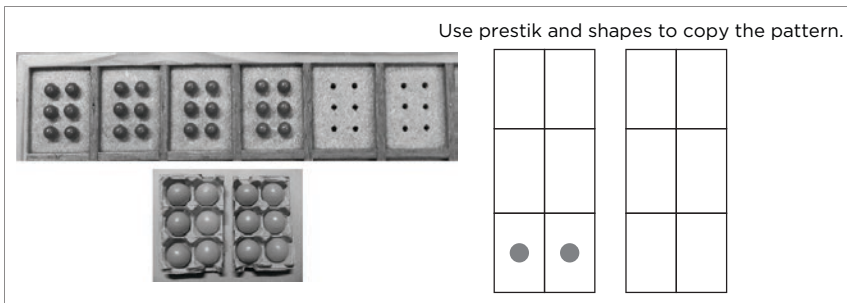 Use prestik and shapes to copy the pattern.